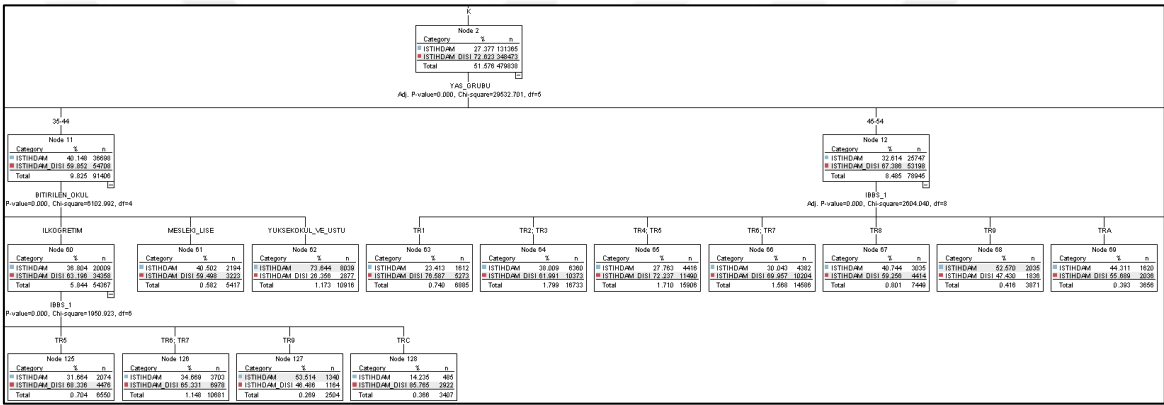 K
Node 2
Category % n
ISTIHDAM 27.377 131365
ISTIHDAM_DISI 72.623 348473
Total 51.576 479838
YAS_GRUBU
Adj. P-value=0.000, Chi-square=29532.701, df=5
35-44 45-54
Node 11
Category % n
ISTIHDAM 40.148 36698
ISTIHDAM_DISI 59.852 54708
Total 9.825 91406
Node 12
Category % n
ISTIHDAM 32.614 25747
ISTIHDAM_DISI 67.386 53198
Total 8.485 78945
BITIRILEN_OKUL
P-value=0.000, Chi-square=6102.992, df=4
IBBS_1
Adj. P-value=0.000, Chi-square=2604.040, df=8
ILKOGRETIM MESLEKI_LISE YUKSEKOKUL_VE_USTU TR1 TR2; TR3 TR4; TR5 TR6; TR7 TR8 TR9 TRA
Node 60
Category % n
ISTIHDAM 36.804 20009
ISTIHDAM_DISI 63.196 34358
Total 5.844 54367
Node 61
Category % n
ISTIHDAM 40.502 2194
ISTIHDAM_DISI 59.498 3223
Total 0.582 5417
Node 62
Category % n
ISTIHDAM 73.644 8039
ISTIHDAM_DISI 26.356 2877
Total 1.173 10916
Node 63
Category % n
ISTIHDAM 23.413 1612
ISTIHDAM_DISI 76.587 5273
Total 0.740 6885
Node 64
Category % n
ISTIHDAM 38.009 6360
ISTIHDAM_DISI 61.991 10373
Total 1.799 16733
Node 65
Category % n
ISTIHDAM 27.763 4416
ISTIHDAM_DISI 72.237 11490
Total 1.710 15906
Node 66
Category % n
ISTIHDAM 30.043 4382
ISTIHDAM_DISI 69.957 10204
Total 1.568 14586
Node 67
Category % n
ISTIHDAM 40.744 3035
ISTIHDAM_DISI 59.256 4414
Total 0.801 7449
Node 68
Category % n
ISTIHDAM 52.570 2035
ISTIHDAM_DISI 47.430 1836
Total 0.416 3871
Node 69
Category % n
ISTIHDAM 44.311 1620
ISTIHDAM_DISI 55.689 2036
Total 0.393 3656
IBBS_1
P-value=0.000, Chi-square=1950.923, df=6
TR5 TR6; TR7 TR9 TRC
Node 125
Category % n
ISTIHDAM 31.664 2074
ISTIHDAM_DISI 68.336 4476
Total 0.704 6550
Node 126
Category % n
ISTIHDAM 34.669 3703
ISTIHDAM_DISI 65.331 6978
Total 1.148 10681
Node 127
Category % n
ISTIHDAM 53.514 1340
ISTIHDAM_DISI 46.486 1164
Total 0.269 2504
Node 128
Category % n
ISTIHDAM 14.235 485
ISTIHDAM_DISI 85.765 2922
Total 0.366 3407